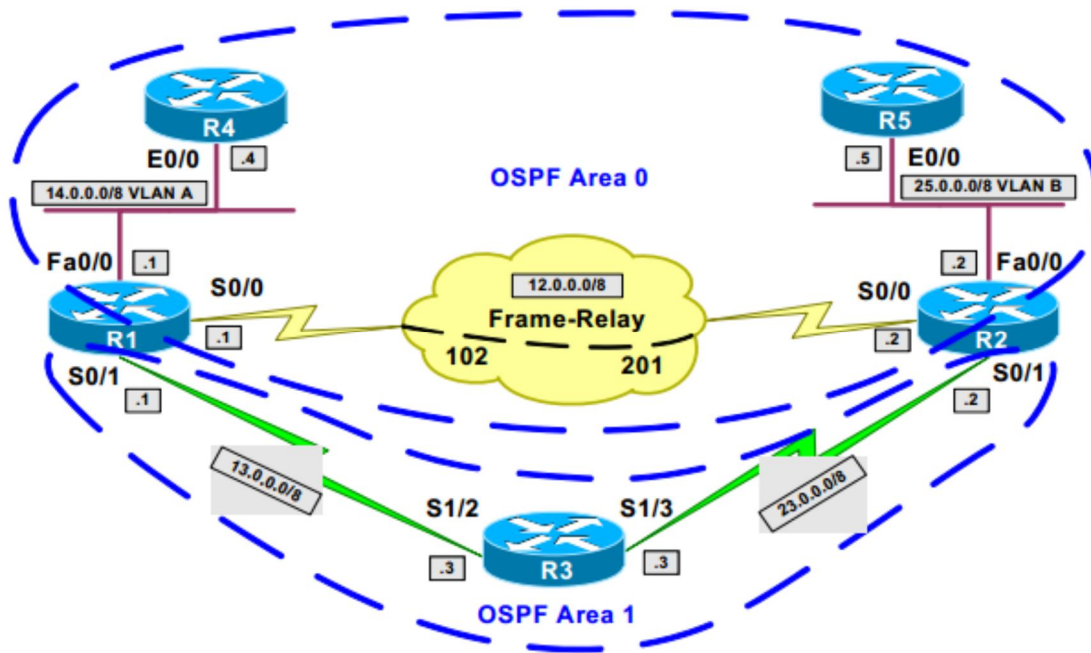 R4
R5
E0/0
.4
.5
E0/0
OSPF Area 0
14.0.0.0/8 VLAN A
25.0.0.0/8 VLAN B
Fa0/0
.1
.2
Fa0/0
S0/0
12.0.0.0/8
S0/0
R1
.1
Frame-Relay
.2
R2
102
201
S0/1
.1
S0/1
.2
13.0.0.0/8
23.0.0.0/8
S1/2
S1/3
.3
R3
.3
OSPF Area 1